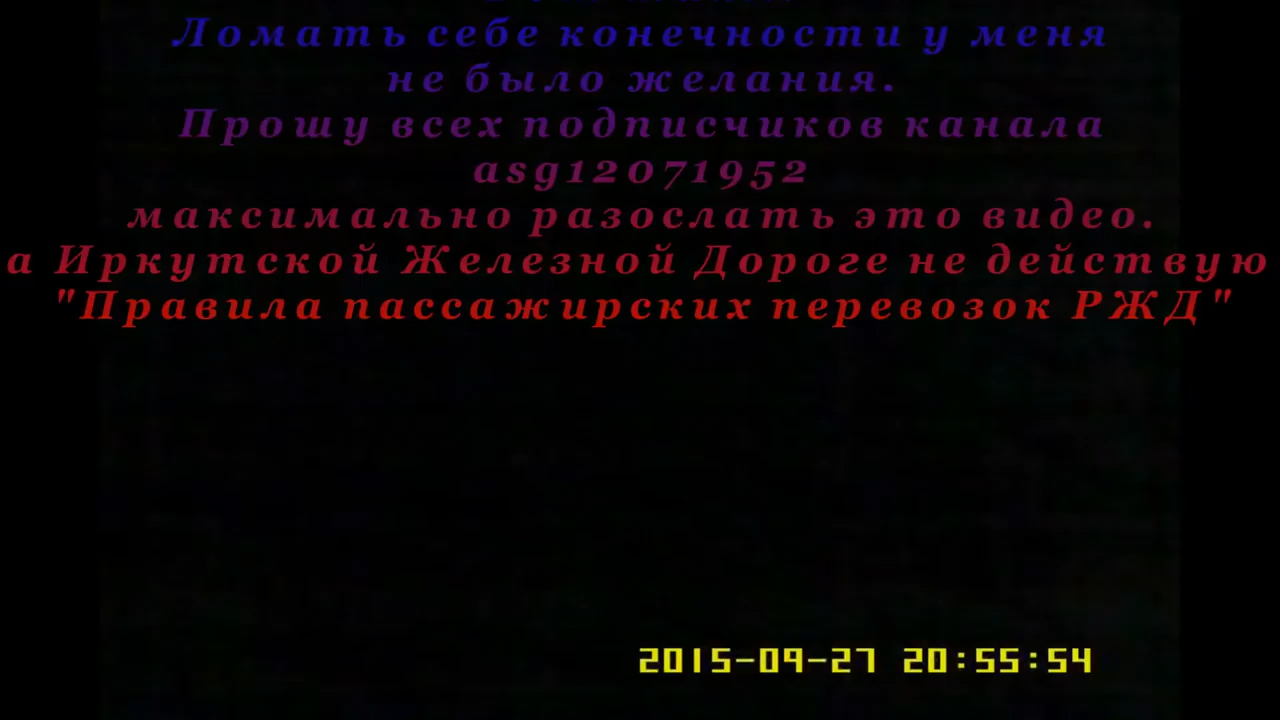 Ломать себе конечности у меня
не было желания.
Прошу всех подписчиков канала
asg12071952
максимально разослать это видео.
а Иркутской Железной Дороге не действую
"Правила пассажирских перевозок РЖД"
2015-09-27 20:55:54